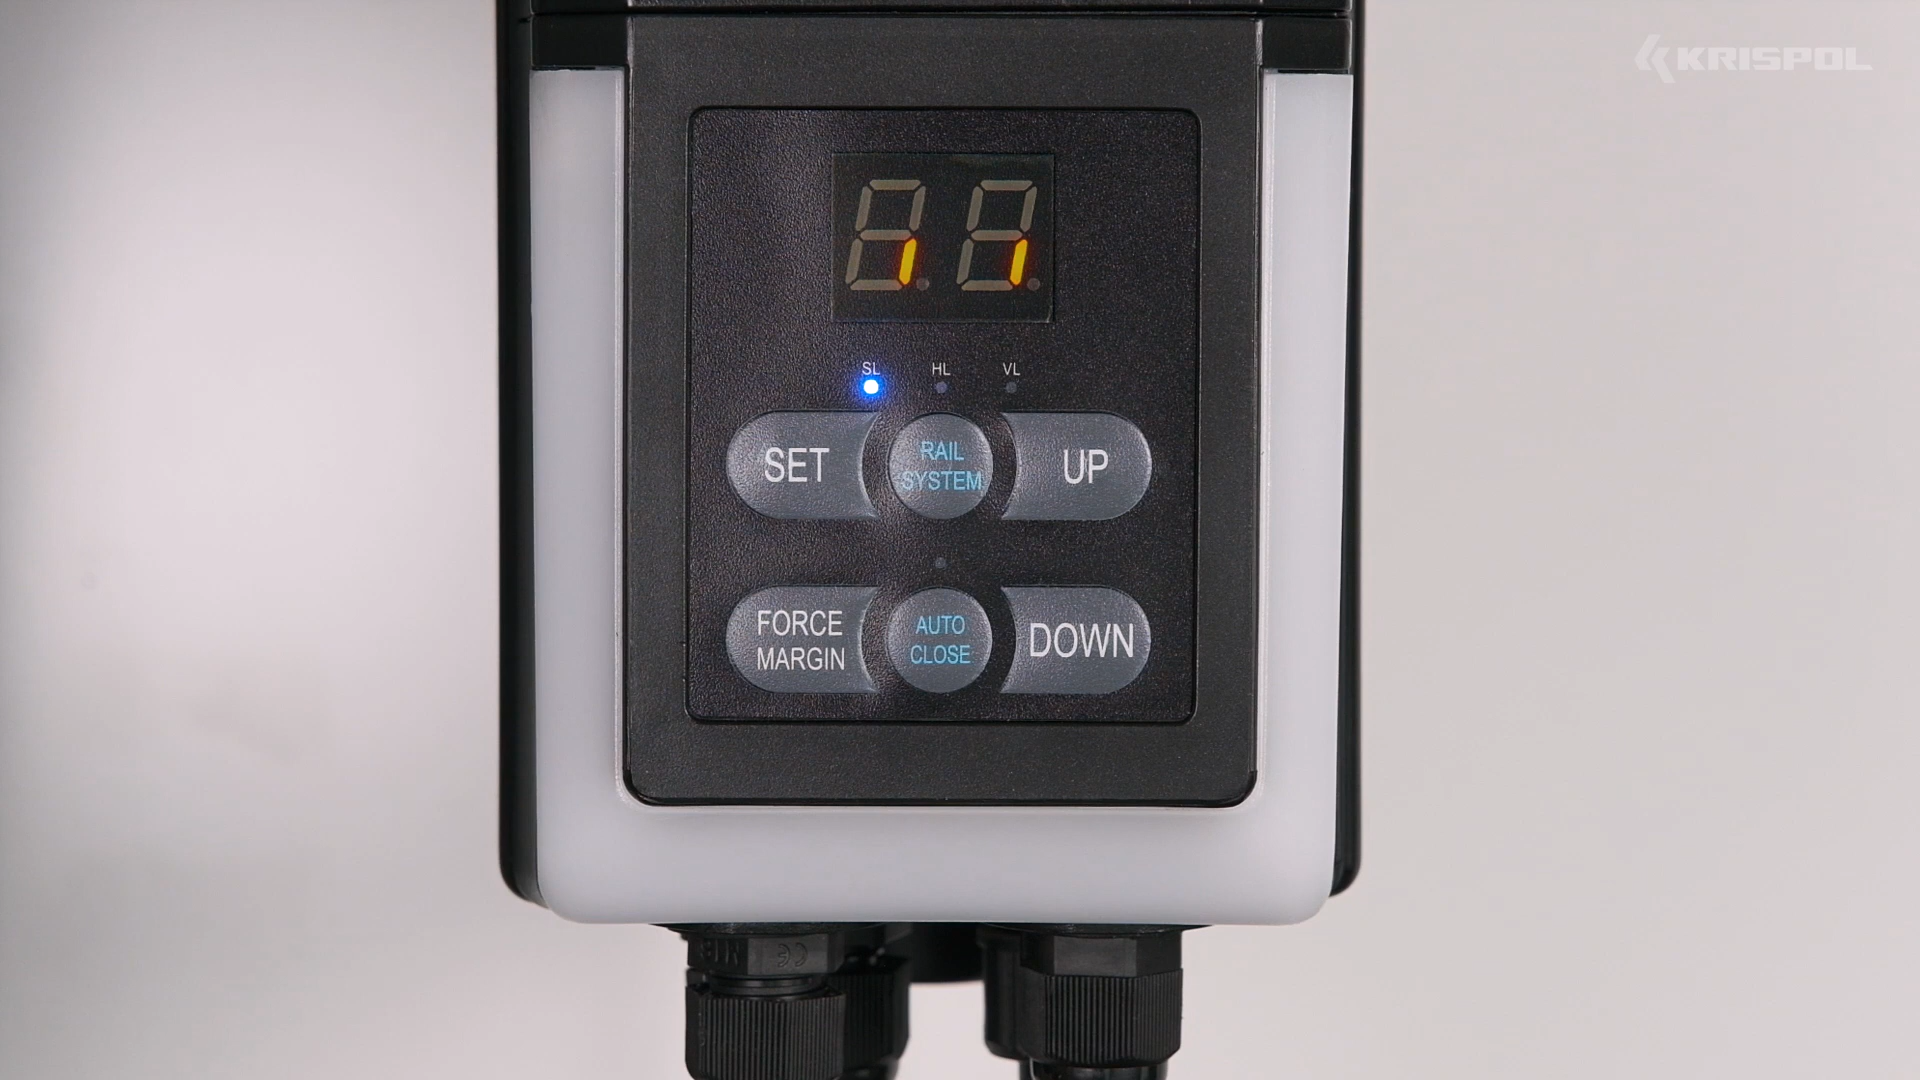 KRISPOL
SL HL VL
SET
RAIL
SYSTEM
UP
FORCE
MARGIN
AUTO
CLOSE
DOWN